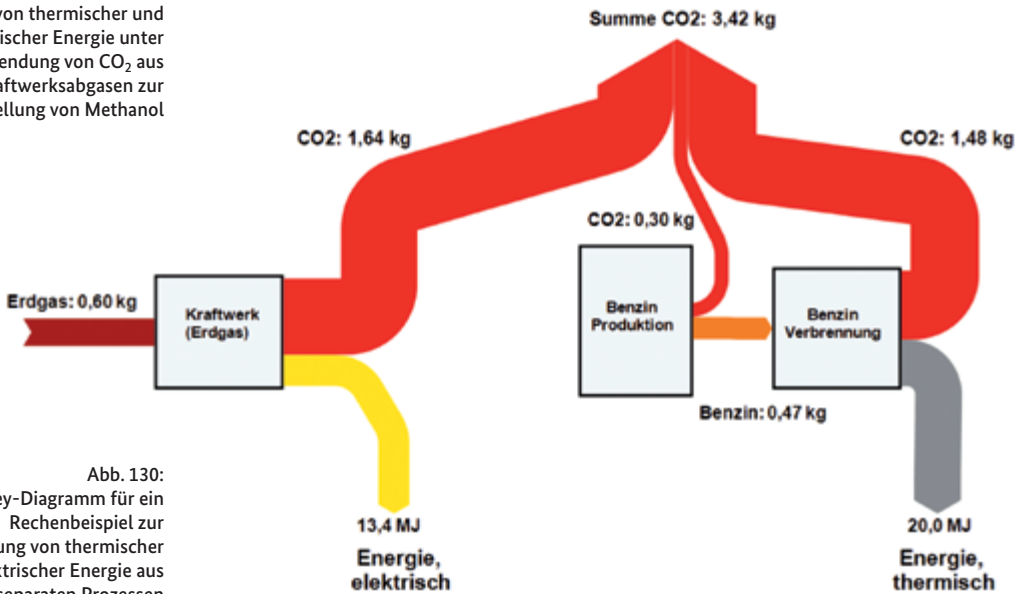 von thermischer und
ischer Energie unter
endung von CO₂ aus
aftwerksabgasen zur
ellung von Methanol
Summe CO2: 3,42 kg
CO2: 1,64 kg
CO2: 1,48 kg
CO2: 0,30 kg
Erdgas: 0,60 kg
Kraftwerk
(Erdgas)
Benzin
Produktion
Benzin
Verbrennung
Benzin: 0,47 kg
Abb. 130:
ey-Diagramm für ein
Rechenbeispiel zur
ung von thermischer
ktrischer Energie aus
separaten Prozessen
13,4 MJ
Energie,
elektrisch
20,0 MJ
Energie,
thermisch